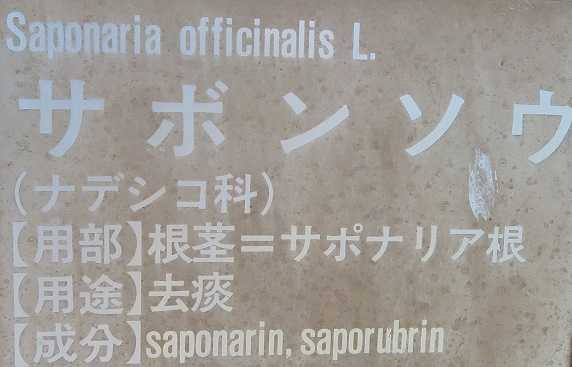 Saponaria officinalis L.
サボンソウ
(ナデシコ科)
【用部】根茎=サポナリア根
【用途】去痰
【成分】saponarin, saporubrin